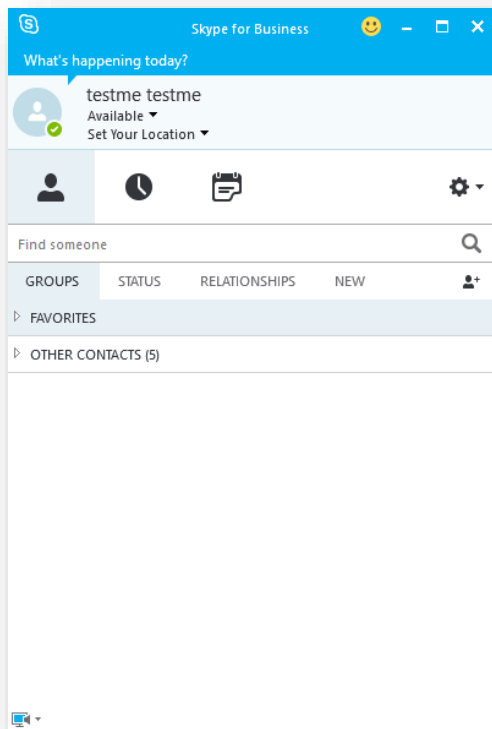 Skype for Business
What's happening today?
testme testme
Available
Set Your Location
Find someone
GROUPS STATUS RELATIONSHIPS NEW
FAVORITES
OTHER CONTACTS (5)